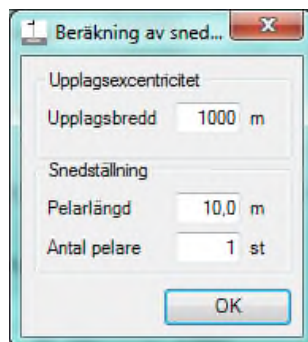 Beräkning av sned...
Upplagsexcentricitet
Upplagsbredd 1000 m
Snedställning
Pelarlängd 10,0 m
Antal pelare 1 st
OK